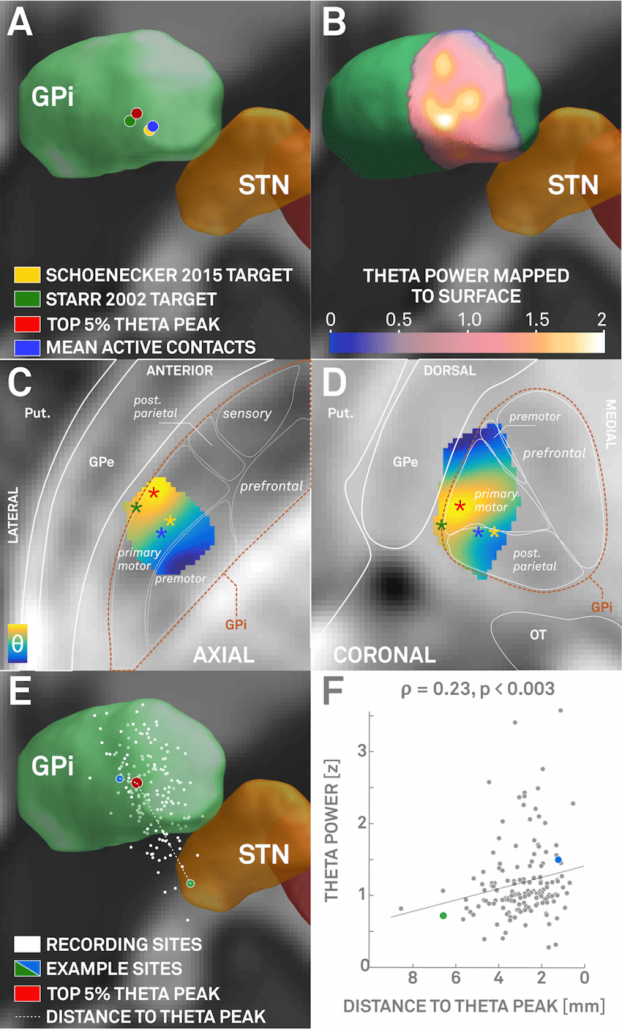 A
GPi
STN
SCHOENECKER 2015 TARGET
STARR 2002 TARGET
TOP 5% THETA PEAK
MEAN ACTIVE CONTACTS
B
STN
THETA POWER MAPPED
TO SURFACE
0 0.5 1.0 1.5 2
C
ANTERIOR
Put.
post.
parietal
sensory
GPe
prefrontal
LATERAL
primary
motor
premotor
GPi
θ
AXIAL
D
DORSAL
Put.
premotor
MEDIAL
GPe
prefrontal
primary
motor
post.
parietal
GPi
OT
CORONAL
E
GPi
STN
RECORDING SITES
EXAMPLE SITES
TOP 5% THETA PEAK
DISTANCE TO THETA PEAK
F
ρ = 0.23, p < 0.003
THETA POWER [z]
3
2
1
0
8 6 4 2 0
DISTANCE TO THETA PEAK [mm]